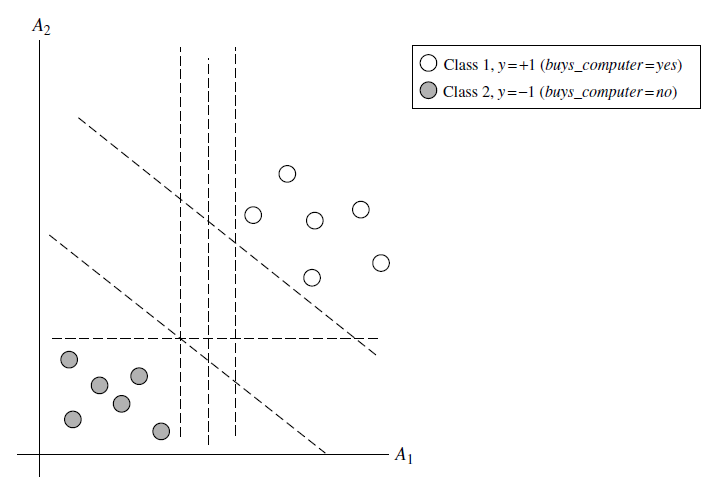 A2
Class 1, y=+1 (buys_computer=yes)
Class 2, y=−1 (buys_computer=no)
A1